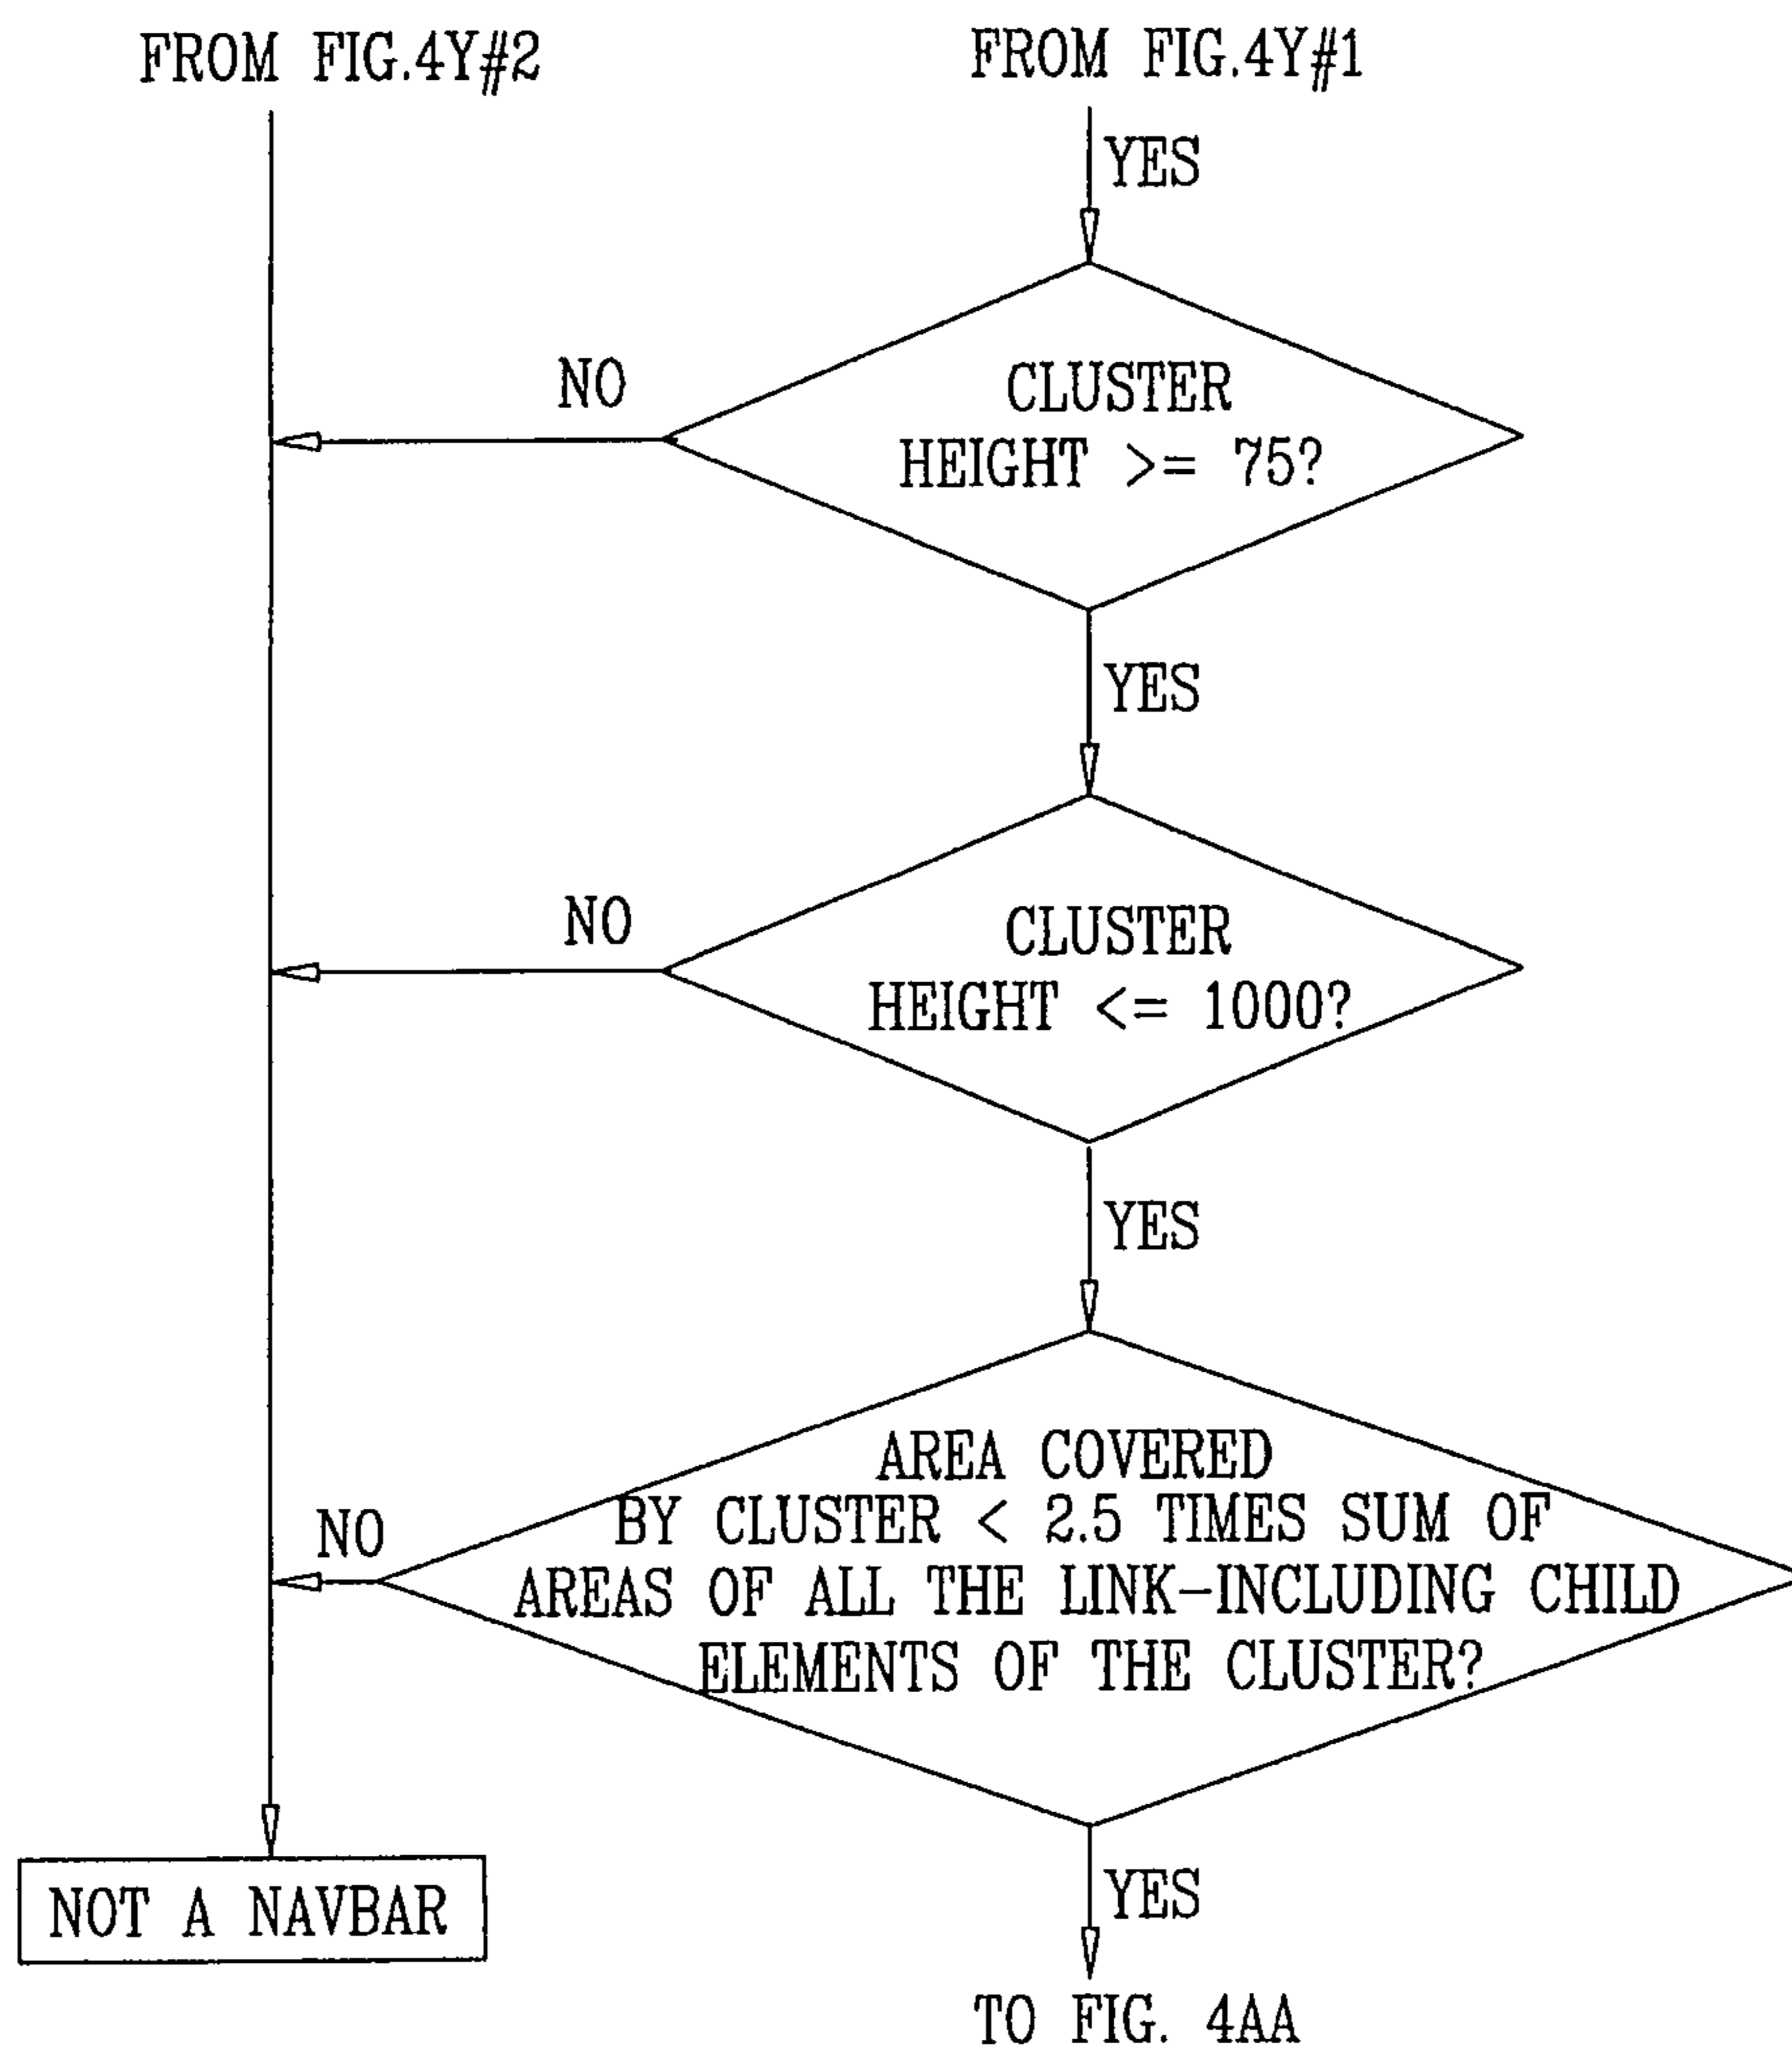 FROM FIG.4Y#2
FROM FIG.4Y#1
YES
CLUSTER
HEIGHT >= 75?
NO
YES
CLUSTER
HEIGHT <= 1000?
NO
YES
AREA COVERED
BY CLUSTER < 2.5 TIMES SUM OF
AREAS OF ALL THE LINK-INCLUDING CHILD
ELEMENTS OF THE CLUSTER?
NO
NOT A NAVBAR
YES
TO FIG. 4AA